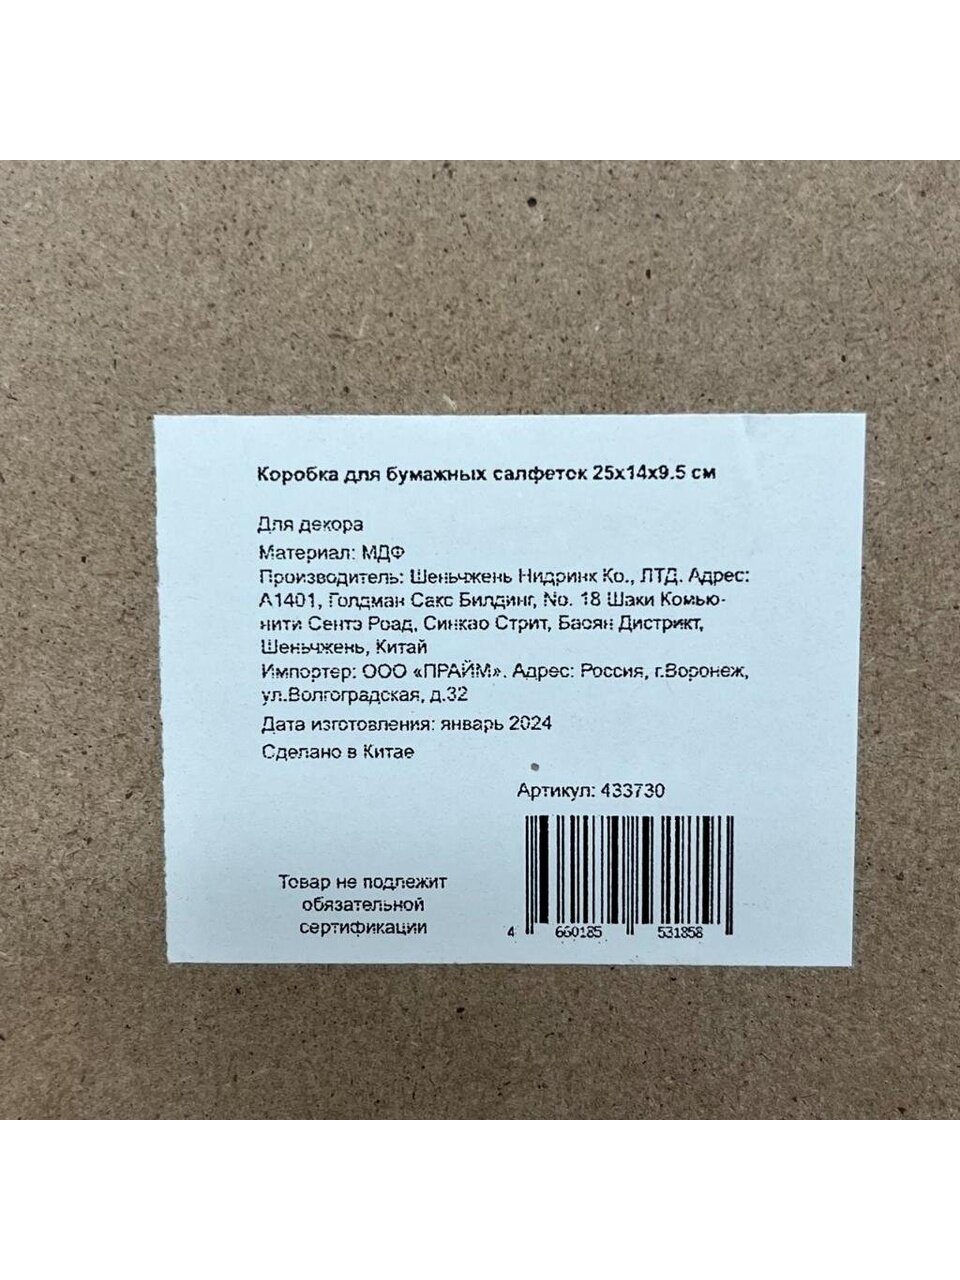 Коробка для бумажных салфеток 25x14x9.5 см
Для декора
Материал: МДФ
Производитель: Шеньчжень Нидринк Ко., ЛТД. Адрес:
А1401, Голдман Сакс Билдинг, No. 18 Шаки Комью-
нити Сентэ Роад, Синкао Стрит, Баоян Дистрикт,
Шеньчжень, Китай
Импортер: ООО «ПРАЙМ». Адрес: Россия, г.Воронеж,
ул.Волгоградская, д.32
Дата изготовления: январь 2024
Сделано в Китае
Артикул: 433730
Товар не подлежит
обязательной
сертификации
4 660185 531858